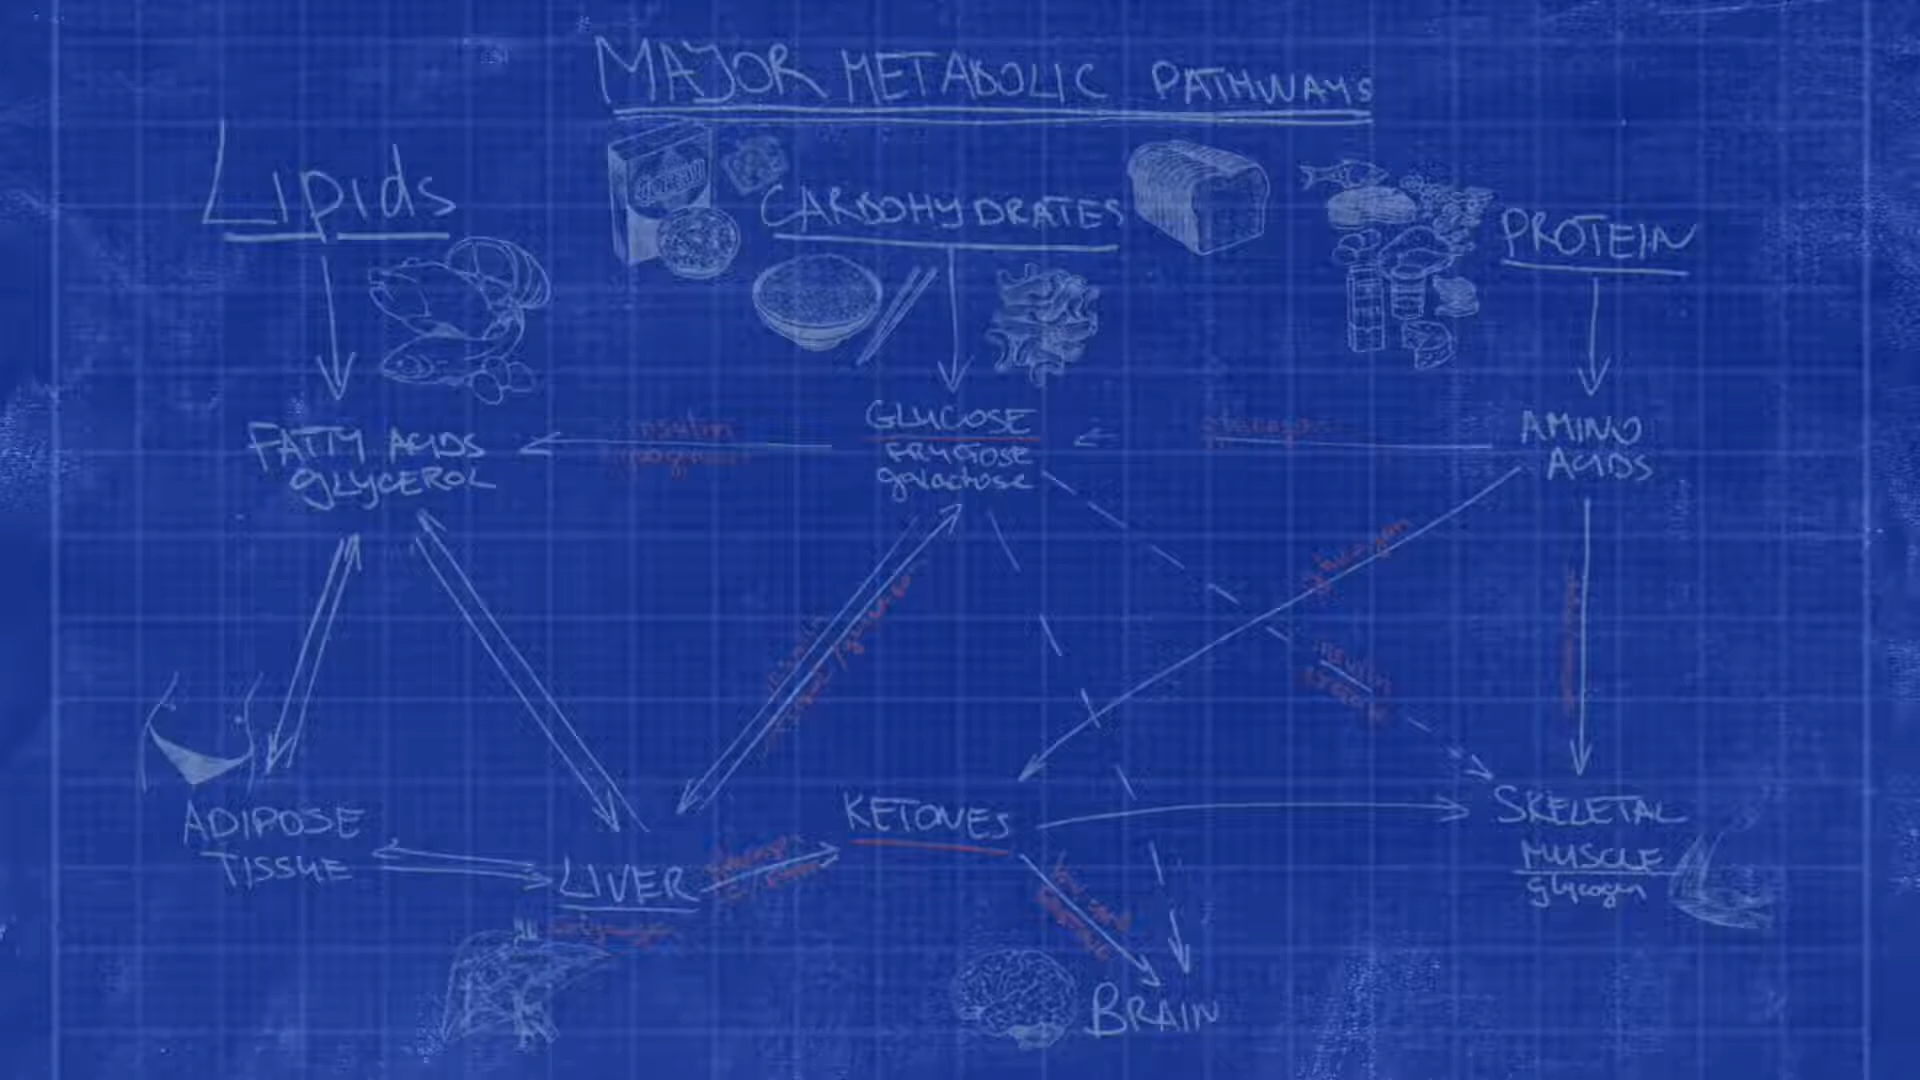 MAJOR METABOLIC PATHWAYS
Lipids
CARBOHYDRATES
PROTEIN
FATTY ACIDS
GLYCEROL
insulin
GLUCOSE
FRUCTOSE
galactose
AMINO
ACIDS
glucagon
insulin
insulin
ADIPOSE
TISSUE
LIVER
KETONES
SKELETAL
MUSCLE
glycogen
BRAIN